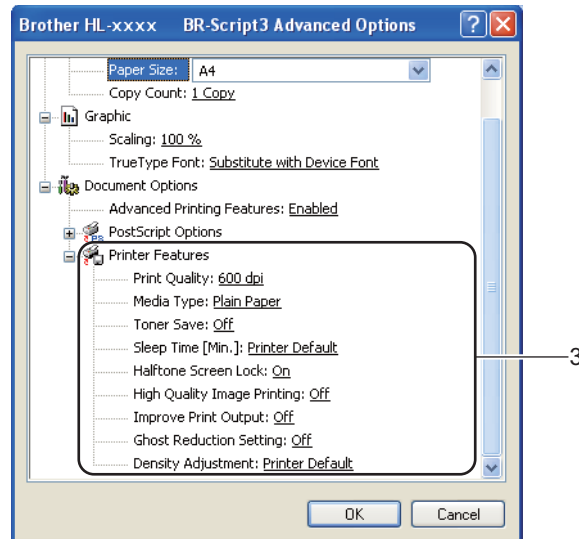 Brother HL-xxxx BR-Script3 Advanced Options
Paper Size: A4
Copy Count: 1 Copy
Graphic
Scaling: 100 %
TrueType Font: Substitute with Device Font
Document Options
Advanced Printing Features: Enabled
PostScript Options
Printer Features
Print Quality: 600 dpi
Media Type: Plain Paper
Toner Save: Off
Sleep Time [Min.]: Printer Default
Halftone Screen Lock: On
High Quality Image Printing: Off
Improve Print Output: Off
Ghost Reduction Setting: Off
Density Adjustment: Printer Default
3
OK Cancel